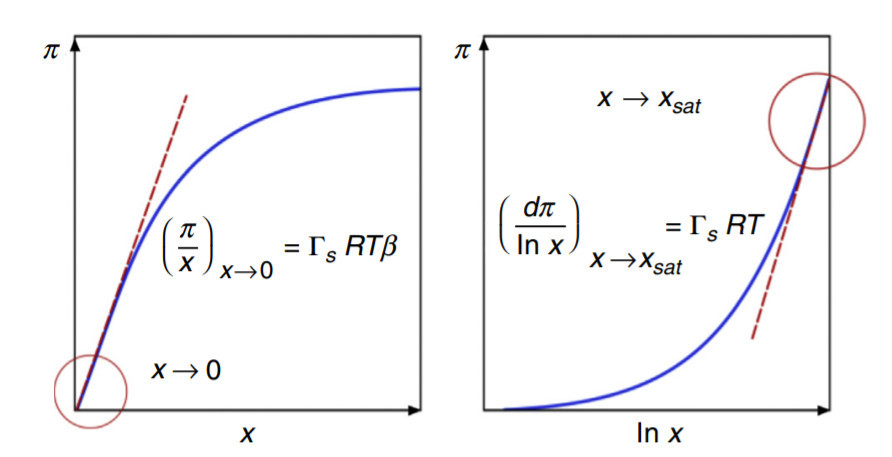 π
(π/x)x→0 = Γs RTβ
x → 0
x
π
x → xsat
(dπ/ln x)x→xsat = Γs RT
ln x